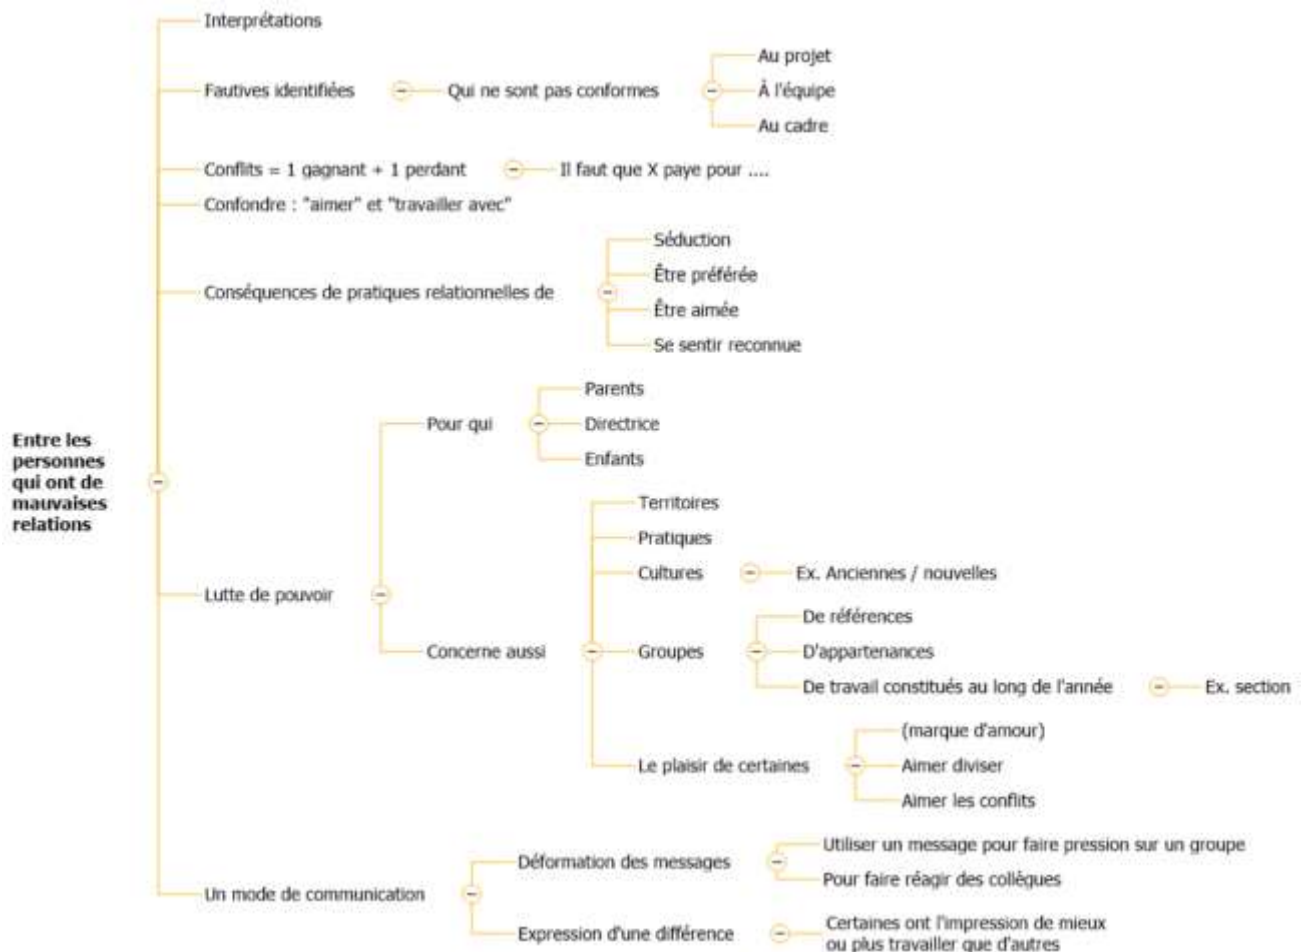 Interprétations
Fautives identifiées
Qui ne sont pas conformes
Au projet
À l'équipe
Au cadre
Conflits = 1 gagnant + 1 perdant
Il faut que X paye pour ....
Confondre : "aimer" et "travailler avec"
Conséquences de pratiques relationnelles de
Séduction
Être préférée
Être aimée
Se sentir reconnue
Entre les
personnes
qui ont de
mauvaises
relations
Lutte de pouvoir
Pour qui
Parents
Directrice
Enfants
Concerne aussi
Territoires
Pratiques
Cultures
Ex. Anciennes / nouvelles
Groupes
De références
D'appartenances
De travail constitués au long de l'année
Ex. section
Le plaisir de certaines
(marque d'amour)
Aimer diviser
Aimer les conflits
Un mode de communication
Déformation des messages
Utiliser un message pour faire pression sur un groupe
Pour faire réagir des collègues
Expression d'une différence
Certaines ont l'impression de mieux
ou plus travailler que d'autres